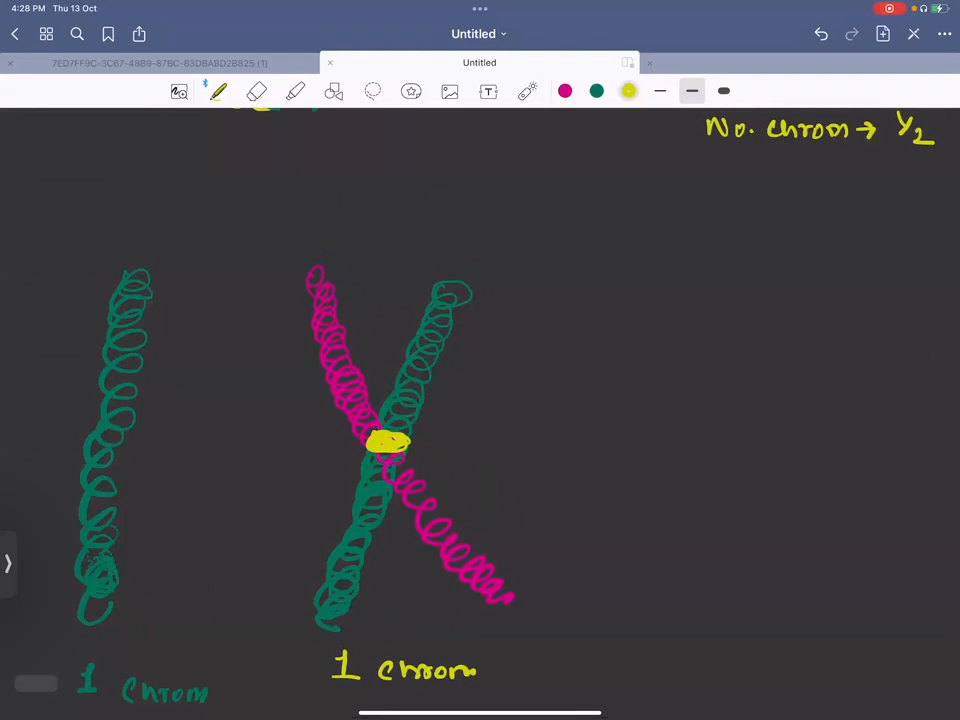 4:28 PM Thu 13 Oct
Untitled
7ED7FF9C-3C67-48B9-87BC-83DBABD2B825 (1)
Untitled
No. chrom → 1/2
1 chrom
1 chrom